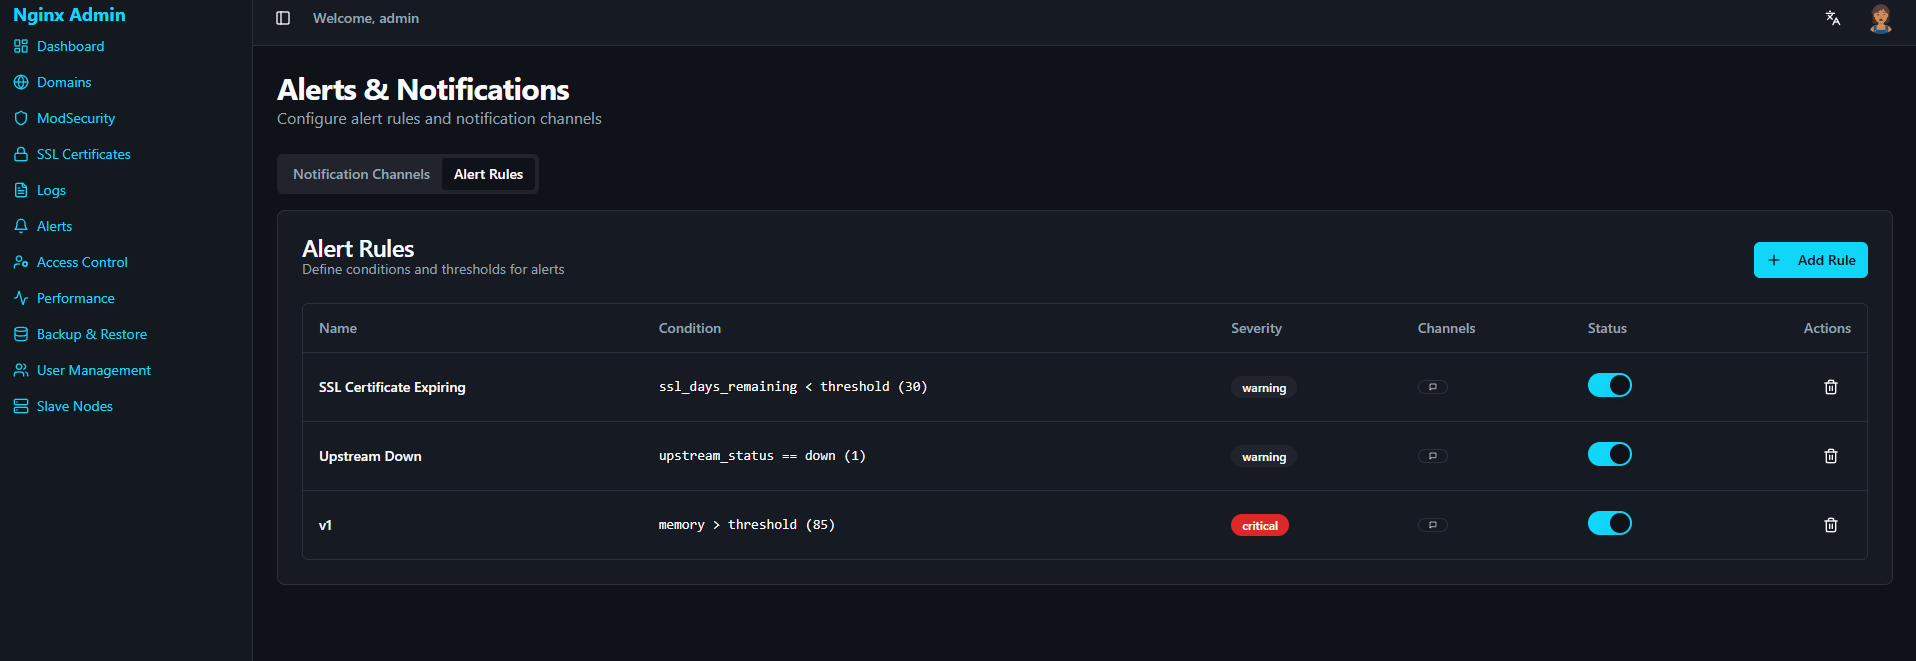 Nginx Admin
Dashboard
Domains
ModSecurity
SSL Certificates
Logs
Alerts
Access Control
Performance
Backup & Restore
User Management
Slave Nodes
Welcome, admin
Alerts & Notifications
Configure alert rules and notification channels
Notification Channels Alert Rules
Alert Rules
Define conditions and thresholds for alerts
Add Rule
Name Condition Severity Channels Status Actions
SSL Certificate Expiring ssl_days_remaining < threshold (30) warning
Upstream Down upstream_status == down (1) warning
v1 memory > threshold (85) critical